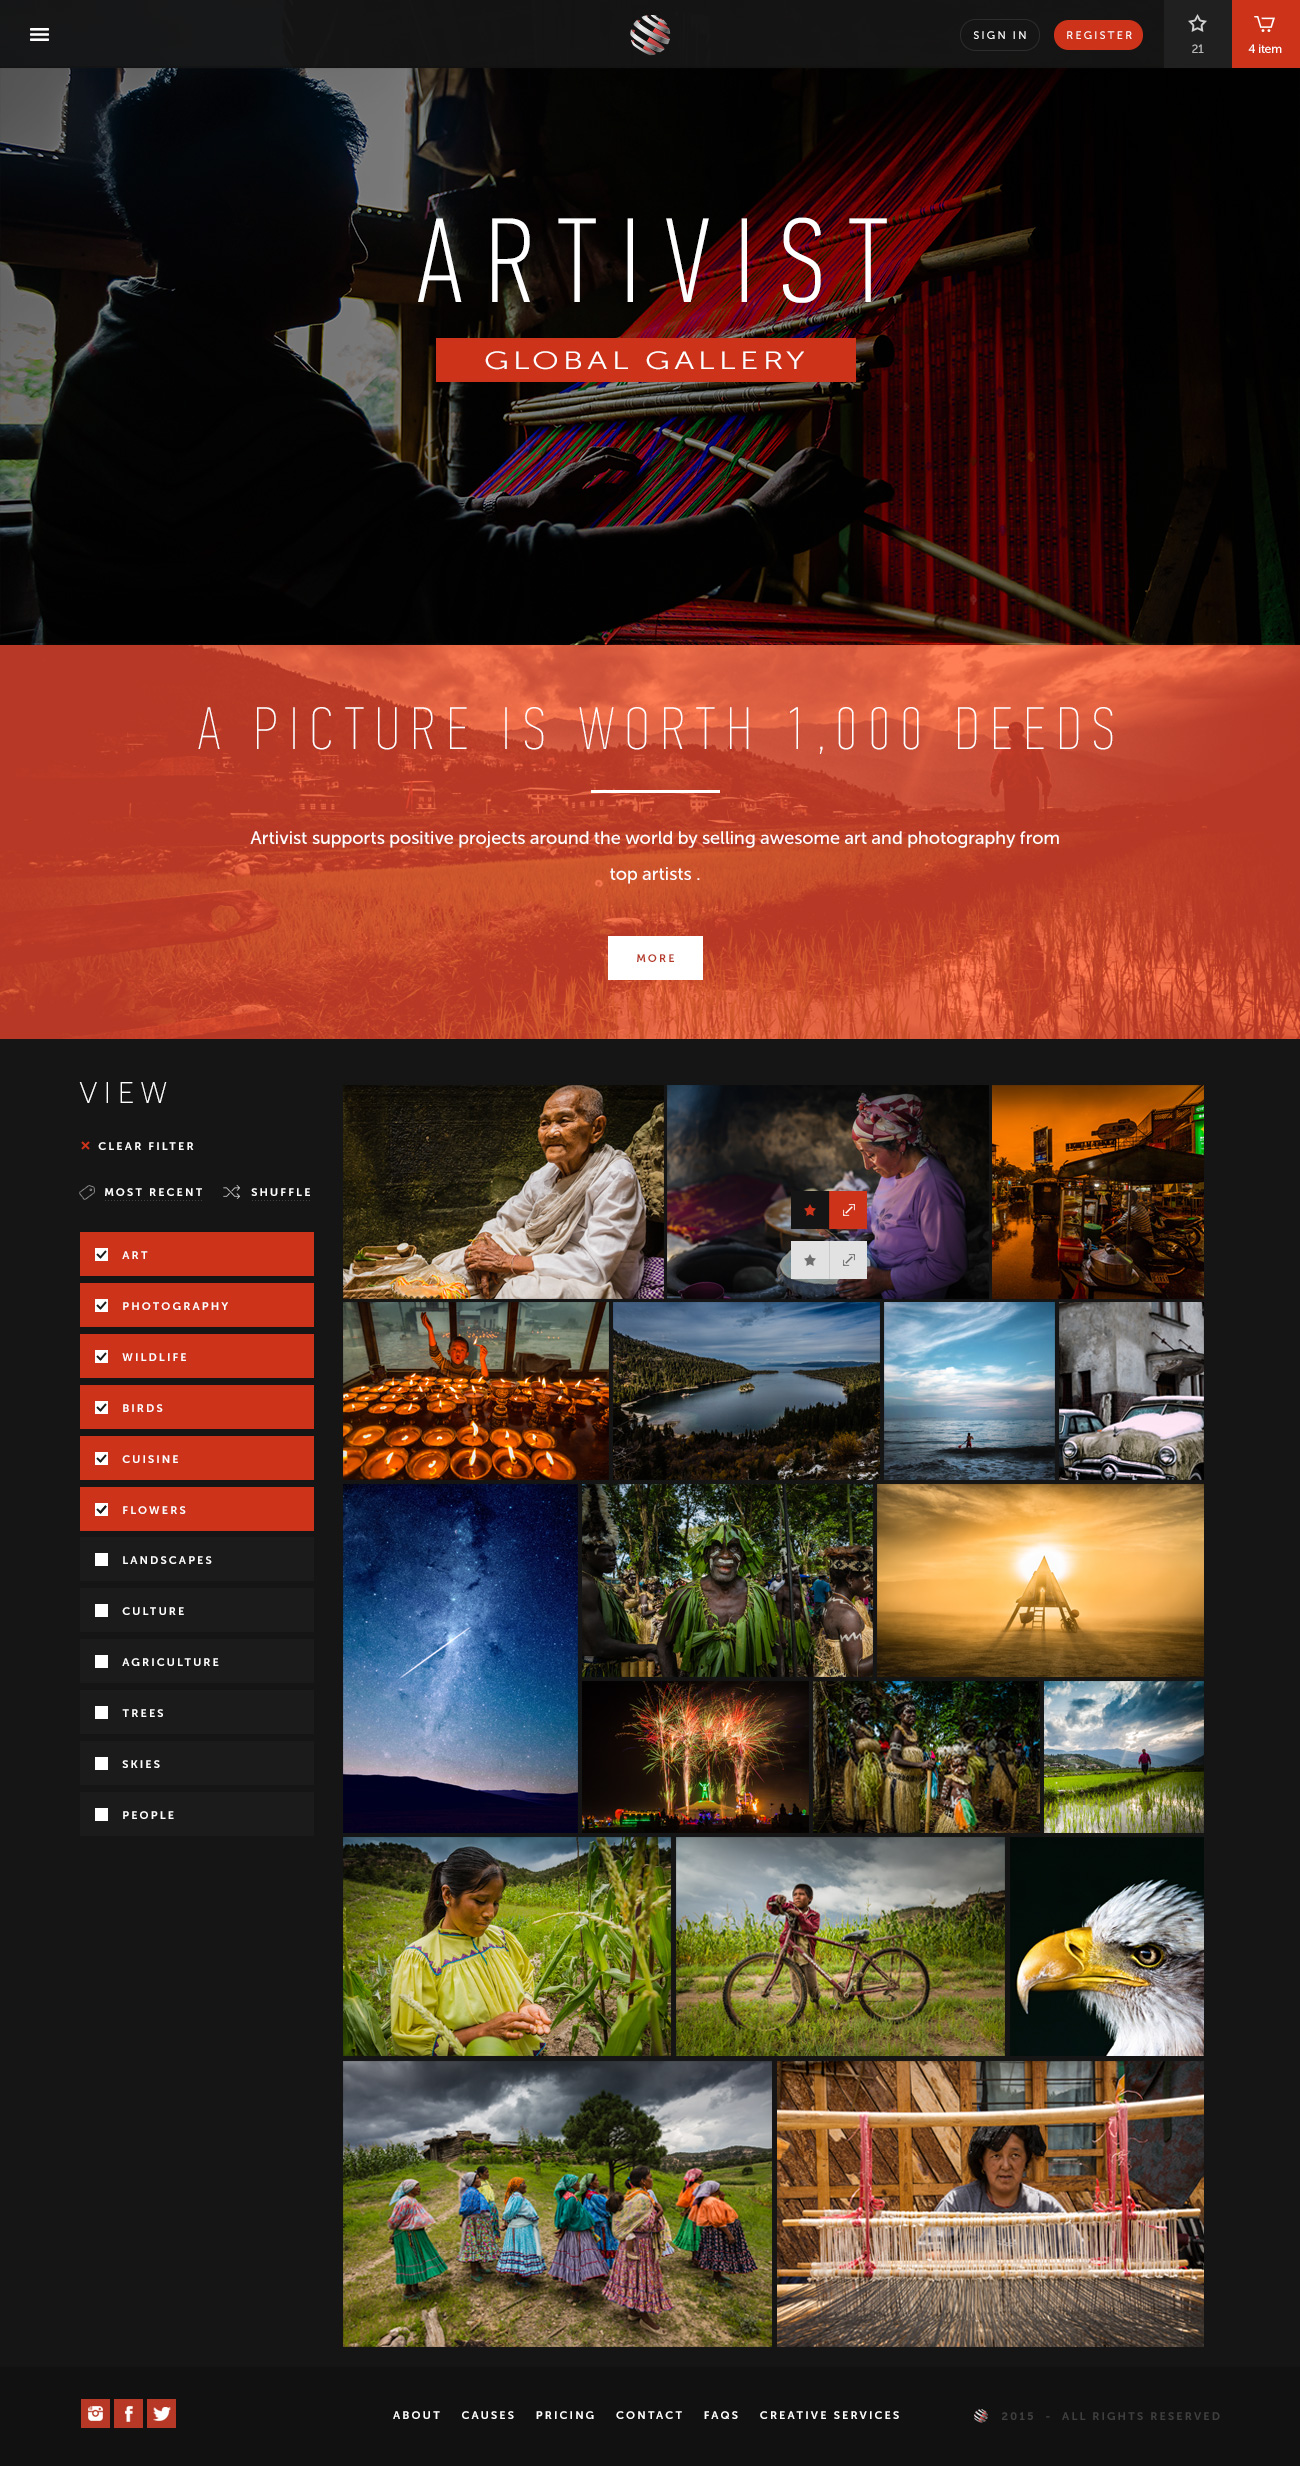 SIGN IN
REGISTER
21
4 item
ARTIVIST
GLOBAL GALLERY
A PICTURE IS WORTH 1,000 DEEDS
Artivist supports positive projects around the world by selling awesome art and photography from
top artists .
MORE
VIEW
CLEAR FILTER
MOST RECENT
SHUFFLE
ART
PHOTOGRAPHY
WILDLIFE
BIRDS
CUISINE
FLOWERS
LANDSCAPES
CULTURE
AGRICULTURE
TREES
SKIES
PEOPLE
ABOUT
CAUSES
PRICING
CONTACT
FAQS
CREATIVE SERVICES
2015 - ALL RIGHTS RESERVED